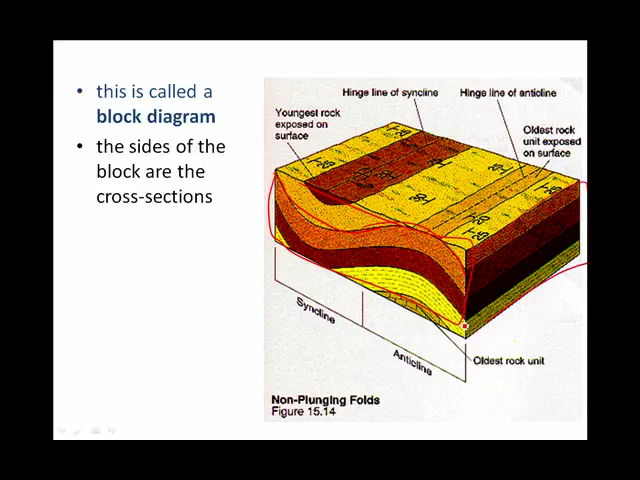 • this is called a
block diagram
• the sides of the
block are the
cross-sections
Hinge line of syncline
Hinge line of anticline
Youngest rock
exposed on
surface
Oldest rock
unit exposed
on surface
Syncline
Anticline
Oldest rock unit
Non-Plunging Folds
Figure 15.14